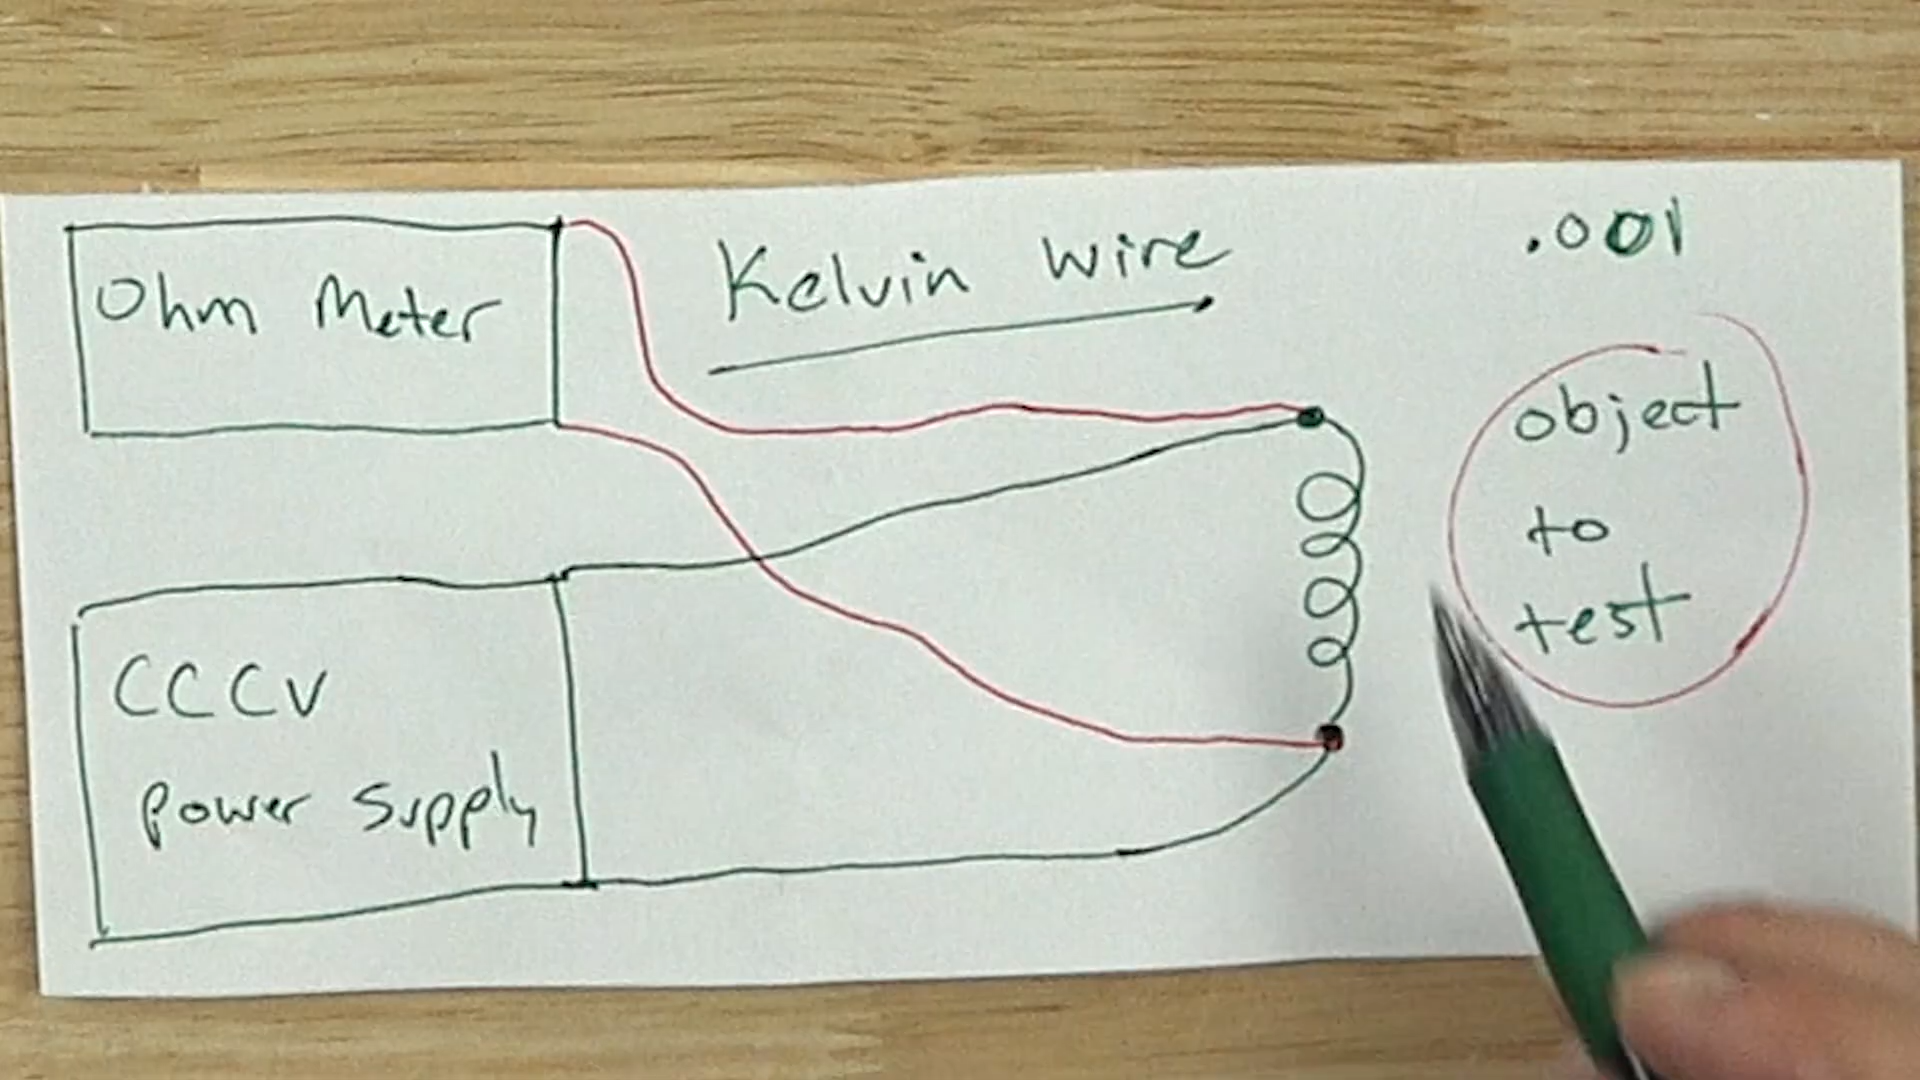 Ohm Meter
Kelvin wire
.001
object
to
test
CCCV
Power Supply